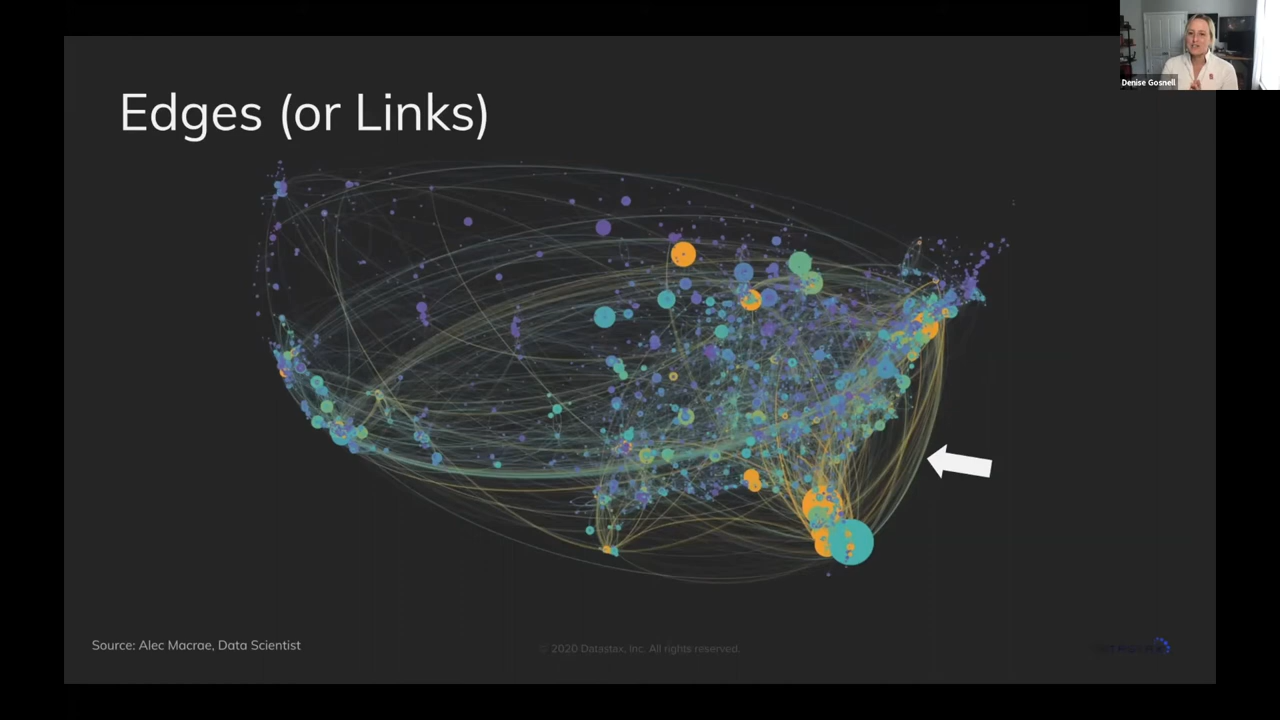 Denise Gosnell
Edges (or Links)
Source: Alec Macrae, Data Scientist
© 2020 Datastax, Inc. All rights reserved.